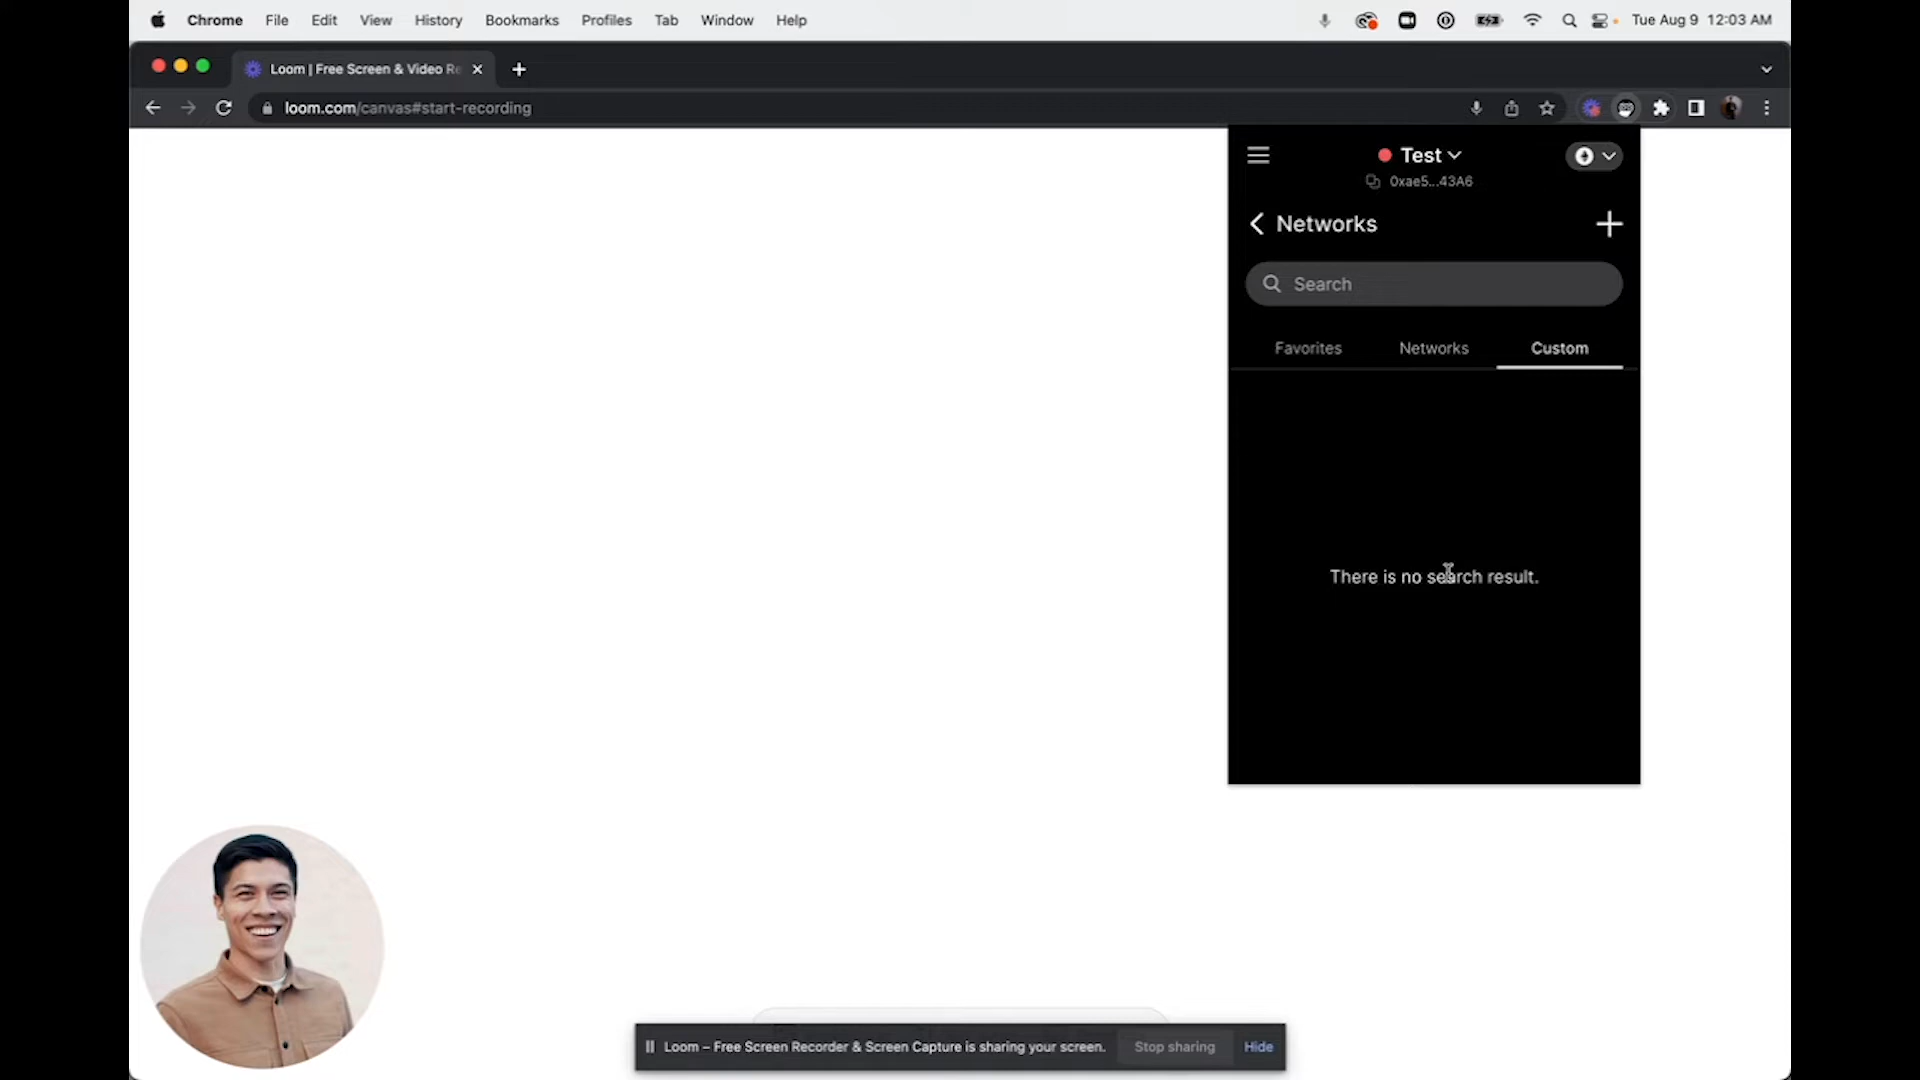 Chrome File Edit View History Bookmarks Profiles Tab Window Help Tue Aug 9 12:03 AM
Loom | Free Screen & Video Re
loom.com/canvas#start-recording
Test
0xae5...43A6
Networks
Search
Favorites Networks Custom
There is no search result.
Loom – Free Screen Recorder & Screen Capture is sharing your screen. Stop sharing Hide